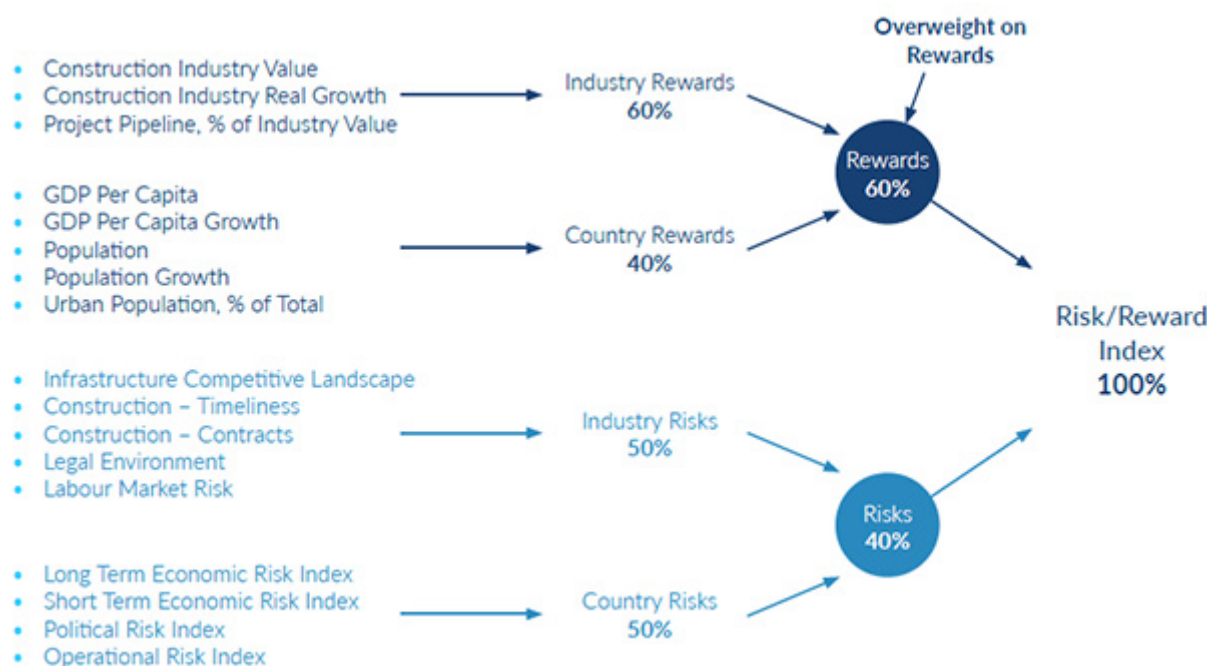 Overweight on
Rewards
• Construction Industry Value
• Construction Industry Real Growth
• Project Pipeline, % of Industry Value
Industry Rewards
60%
Rewards
60%
• GDP Per Capita
• GDP Per Capita Growth
• Population
• Population Growth
• Urban Population, % of Total
Country Rewards
40%
Risk/Reward
Index
100%
• Infrastructure Competitive Landscape
• Construction – Timeliness
• Construction – Contracts
• Legal Environment
• Labour Market Risk
Industry Risks
50%
Risks
40%
• Long Term Economic Risk Index
• Short Term Economic Risk Index
• Political Risk Index
• Operational Risk Index
Country Risks
50%